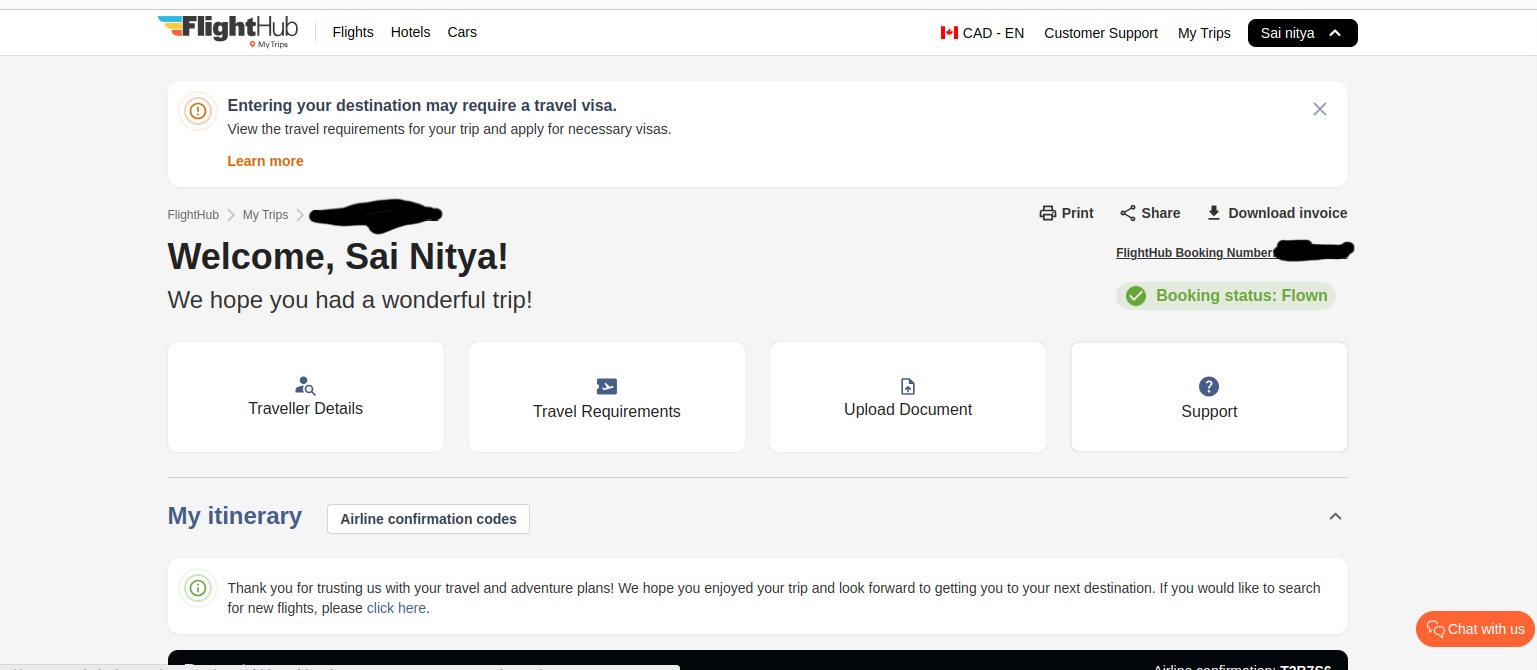 FlightHub
MyTrips
Flights Hotels Cars
CAD - EN Customer Support My Trips Sai nitya
Entering your destination may require a travel visa.
View the travel requirements for your trip and apply for necessary visas.
Learn more
FlightHub My Trips
Print Share Download invoice
Welcome, Sai Nitya!
FlightHub Booking Number:
We hope you had a wonderful trip!
Booking status: Flown
Traveller Details
Travel Requirements
Upload Document
Support
My itinerary
Airline confirmation codes
Thank you for trusting us with your travel and adventure plans! We hope you enjoyed your trip and look forward to getting you to your next destination. If you would like to search
for new flights, please click here.
Chat with us
Airline confirmation: